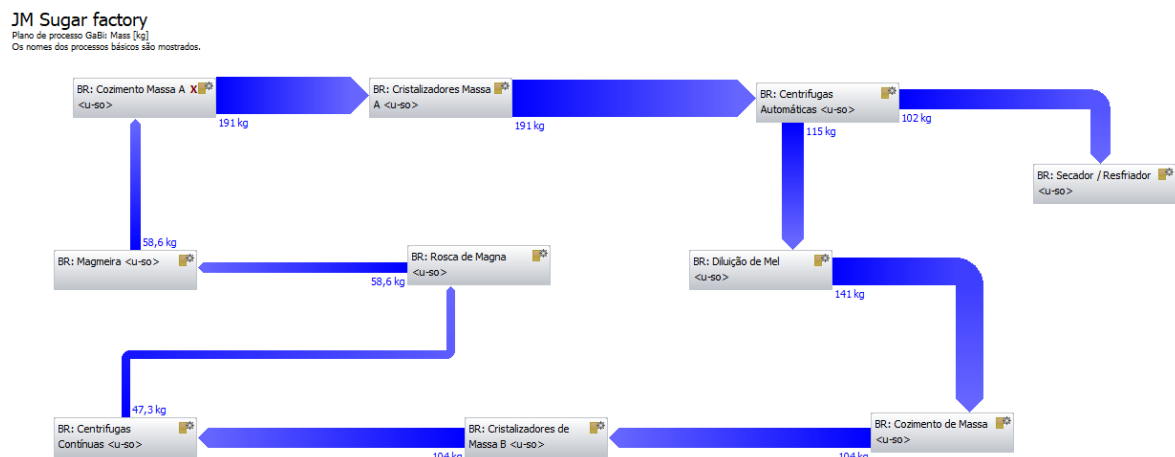 JM Sugar factory
Plano de processo GaBi: Mass [kg]
Os nomes dos processos básicos são mostrados.
BR: Cozimento Massa A X
<u-so>
191 kg
BR: Cristalizadores Massa
A <u-so>
191 kg
BR: Centrifugas
Automáticas <u-so>
115 kg
102 kg
BR: Secador / Resfriador
<u-so>
58,6 kg
BR: Magmeira <u-so>
58,6 kg
BR: Rosca de Magna
<u-so>
BR: Diluição de Mel
<u-so>
141 kg
47,3 kg
BR: Centrifugas
Contínuas <u-so>
104 kg
BR: Cristalizadores de
Massa B <u-so>
104 kg
BR: Cozimento de Massa
<u-so>